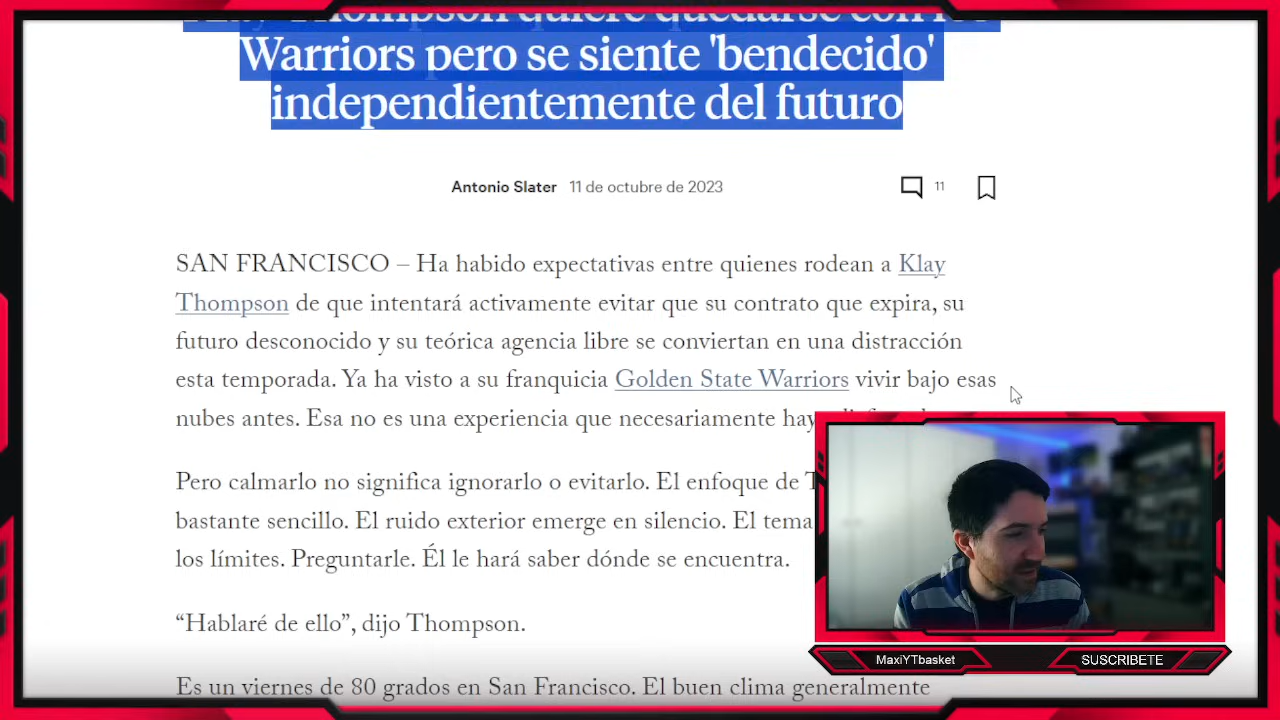 Klay Thompson quiere quedarse con los
Warriors pero se siente 'bendecido'
independientemente del futuro
Antonio Slater 11 de octubre de 2023
11
SAN FRANCISCO – Ha habido expectativas entre quienes rodean a Klay
Thompson de que intentará activamente evitar que su contrato que expira, su
futuro desconocido y su teórica agencia libre se conviertan en una distracción
esta temporada. Ya ha visto a su franquicia Golden State Warriors vivir bajo esas
nubes antes. Esa no es una experiencia que necesariamente
Pero calmarlo no significa ignorarlo o evitarlo. El enfoque de
bastante sencillo. El ruido exterior emerge en silencio. El tema
los límites. Preguntarle. Él le hará saber dónde se encuentra.
“Hablaré de ello”, dijo Thompson.
Es un viernes de 80 grados en San Francisco. El buen clima generalmente
MaxiYTbasket
SUSCRIBETE